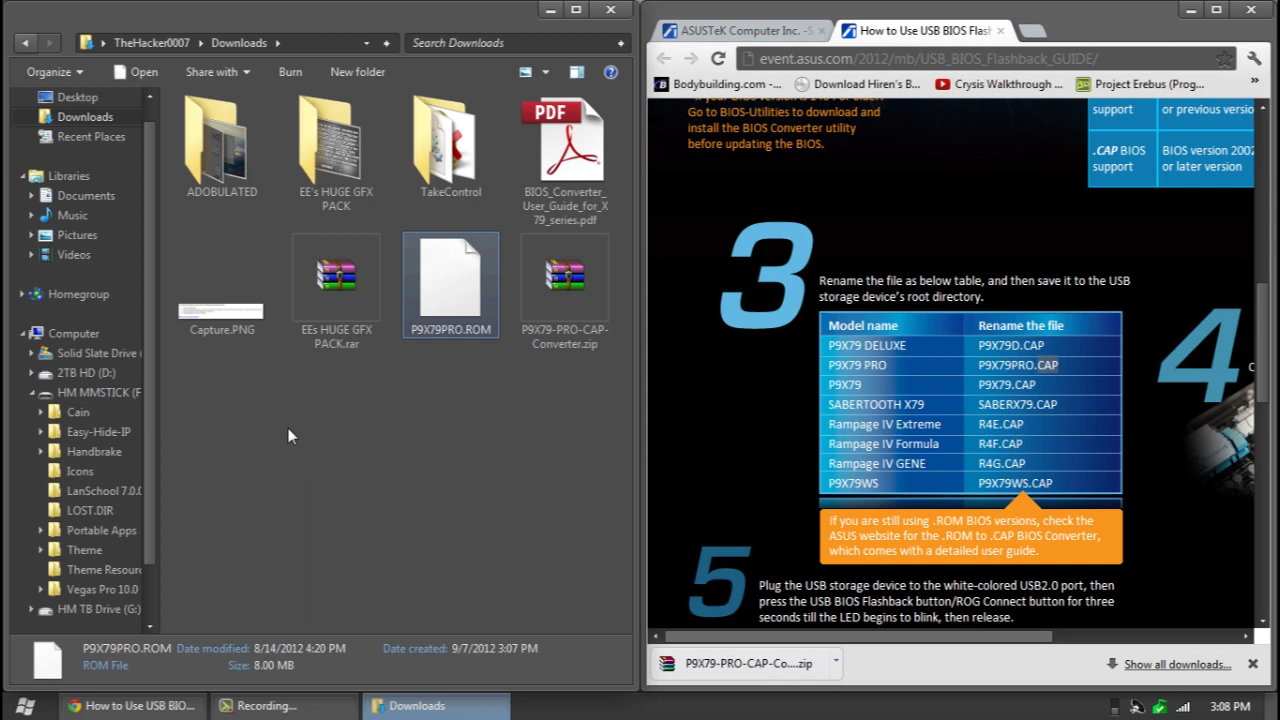 TheHacker0007
Downloads
Search Downloads
Organize
Open
Share with
Burn
New folder
Desktop
Downloads
Recent Places
Libraries
Documents
Music
Pictures
Videos
Homegroup
Computer
Solid Slate Drive (
2TB HD (D:)
HM MMSTICK (F
Cain
Easy-Hide-IP
Handbrake
Icons
LanSchool 7.0.0
LOST.DIR
Portable Apps
Theme
Theme Resourc
Vegas Pro 10.0
HM TB Drive (G:)
ADOBULATED
EE's HUGE GFX
PACK
TakeControl
PDF
BIOS_Converter_
User_Guide_for_X
79_series.pdf
Capture.PNG
EEs HUGE GFX
PACK.rar
P9X79PRO.ROM
P9X79-PRO-CAP-
Converter.zip
P9X79PRO.ROM Date modified: 8/14/2012 4:20 PM Date created: 9/7/2012 3:07 PM
ROM File Size: 8.00 MB
ASUSTeK Computer Inc. -S
How to Use USB BIOS Flash
event.asus.com/2012/mb/USB_BIOS_Flashback_GUIDE/
Bodybuilding.com -...
Download Hiren's B...
Crysis Walkthrough ...
Project Erebus (Prog...
Go to BIOS-Utilities to download and
install the BIOS Converter utility
before updating the BIOS.
support or previous versio
.CAP BIOS BIOS version 2002
support or later version
3
Rename the file as below table, and then save it to the USB
storage device's root directory.
Model name Rename the file
P9X79 DELUXE P9X79D.CAP
P9X79 PRO P9X79PRO.CAP
P9X79 P9X79.CAP
SABERTOOTH X79 SABERX79.CAP
Rampage IV Extreme R4E.CAP
Rampage IV Formula R4F.CAP
Rampage IV GENE R4G.CAP
P9X79WS P9X79WS.CAP
If you are still using .ROM BIOS versions, check the
ASUS website for the .ROM to .CAP BIOS Converter,
which comes with a detailed user guide.
4
5
Plug the USB storage device to the white-colored USB2.0 port, then
press the USB BIOS Flashback button/ROG Connect button for three
seconds till the LED begins to blink, then release.
P9X79-PRO-CAP-Co....zip
Show all downloads...
How to Use USB BIO...
Recording...
Downloads
3:08 PM